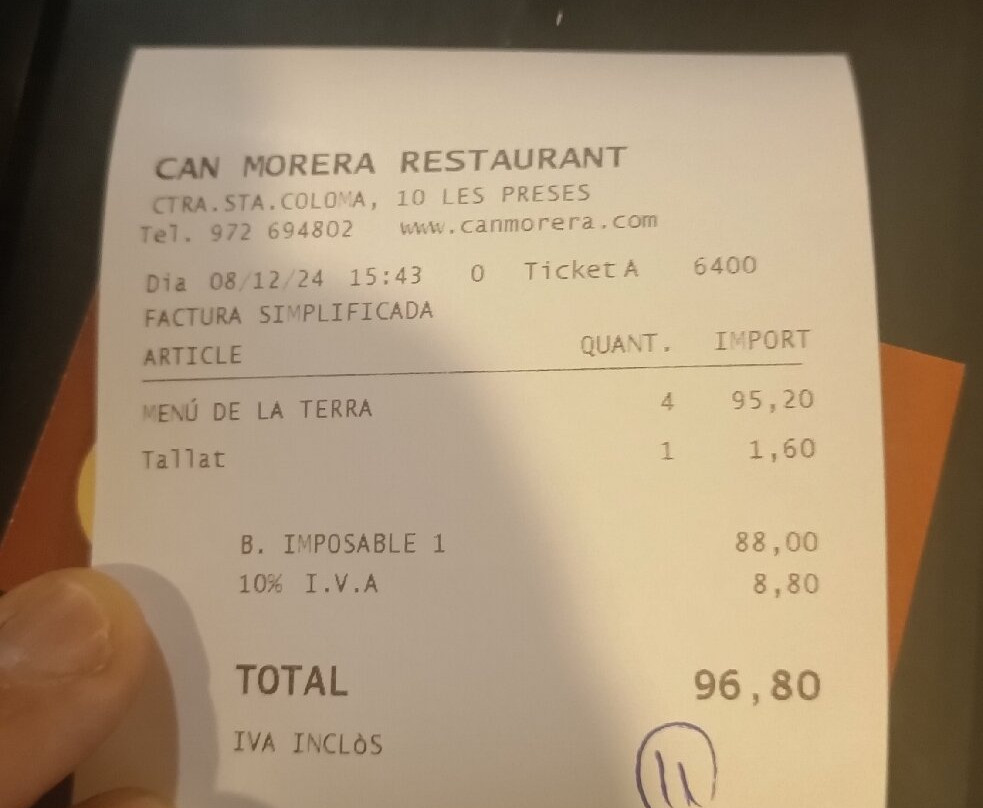 CAN MORERA RESTAURANT
CTRA.STA.COLOMA, 10 LES PRESES
Tel. 972 694802 www.canmorera.com
Dia 08/12/24 15:43 0 Ticket A 6400
FACTURA SIMPLIFICADA
ARTICLE QUANT. IMPORT
MENÚ DE LA TERRA 4 95,20
Tallat 1 1,60
B. IMPOSABLE 1 88,00
10% I.V.A 8,80
TOTAL 96,80
IVA INCLÒS